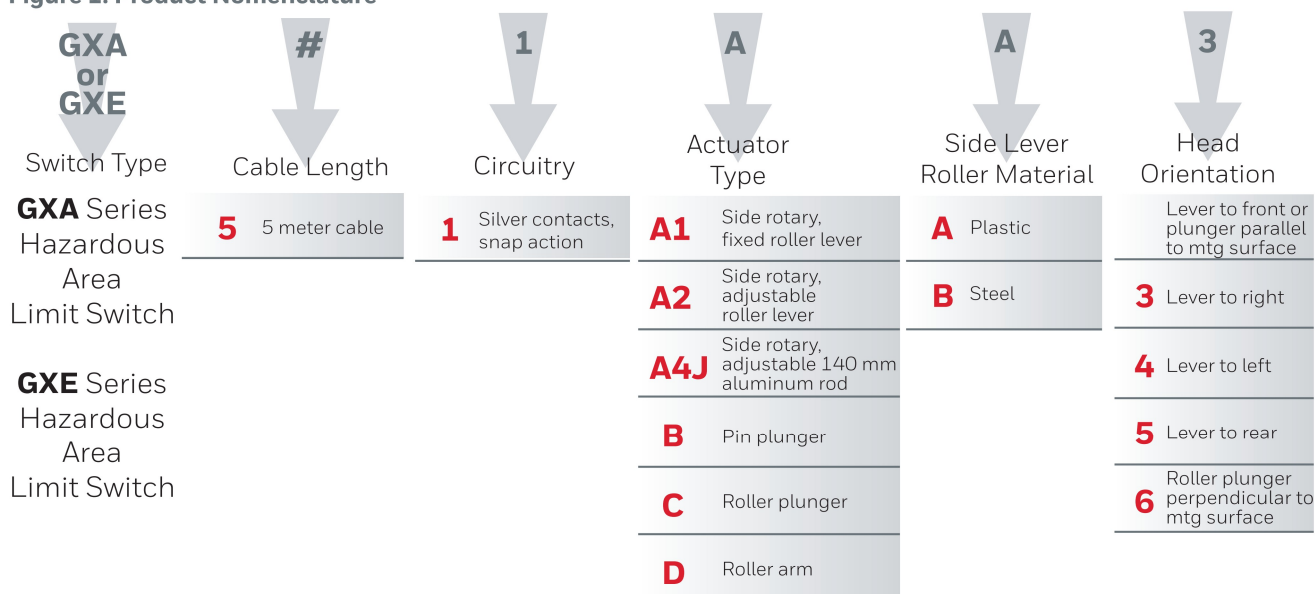 Figure 2. Product Nomenclature
GXA
or
GXE
#
1
A
A
3
Switch Type
Cable Length
Circuitry
Actuator
Type
Side Lever
Roller Material
Head
Orientation
GXA Series
Hazardous
Area
Limit Switch
GXE Series
Hazardous
Area
Limit Switch
5 5 meter cable
1 Silver contacts,
snap action
A1 Side rotary,
fixed roller lever
A2 Side rotary,
adjustable
roller lever
A4J Side rotary,
adjustable 140 mm
aluminum rod
B Pin plunger
C Roller plunger
D Roller arm
A Plastic
B Steel
Lever to front or
plunger parallel
to mtg surface
3 Lever to right
4 Lever to left
5 Lever to rear
6 Roller plunger
perpendicular to
mtg surface